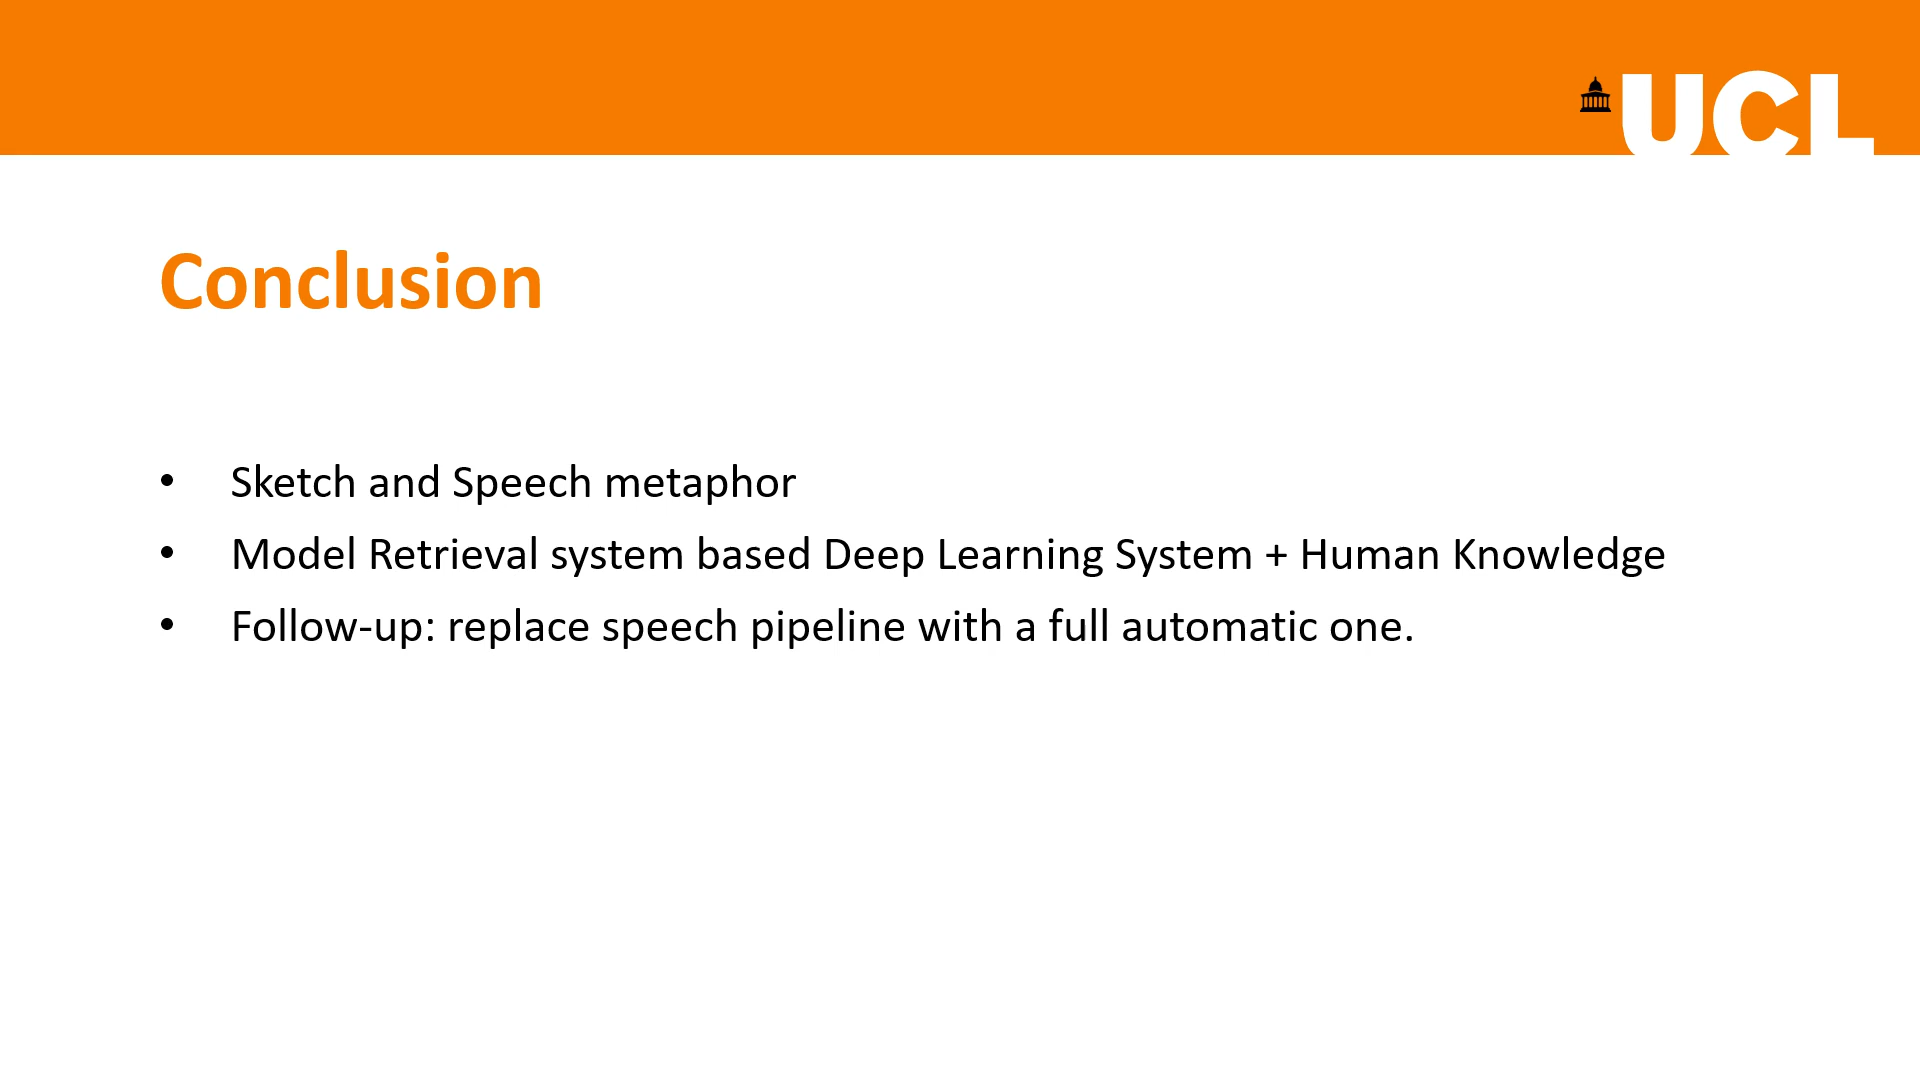 UCL
Conclusion
• Sketch and Speech metaphor
• Model Retrieval system based Deep Learning System + Human Knowledge
• Follow-up: replace speech pipeline with a full automatic one.